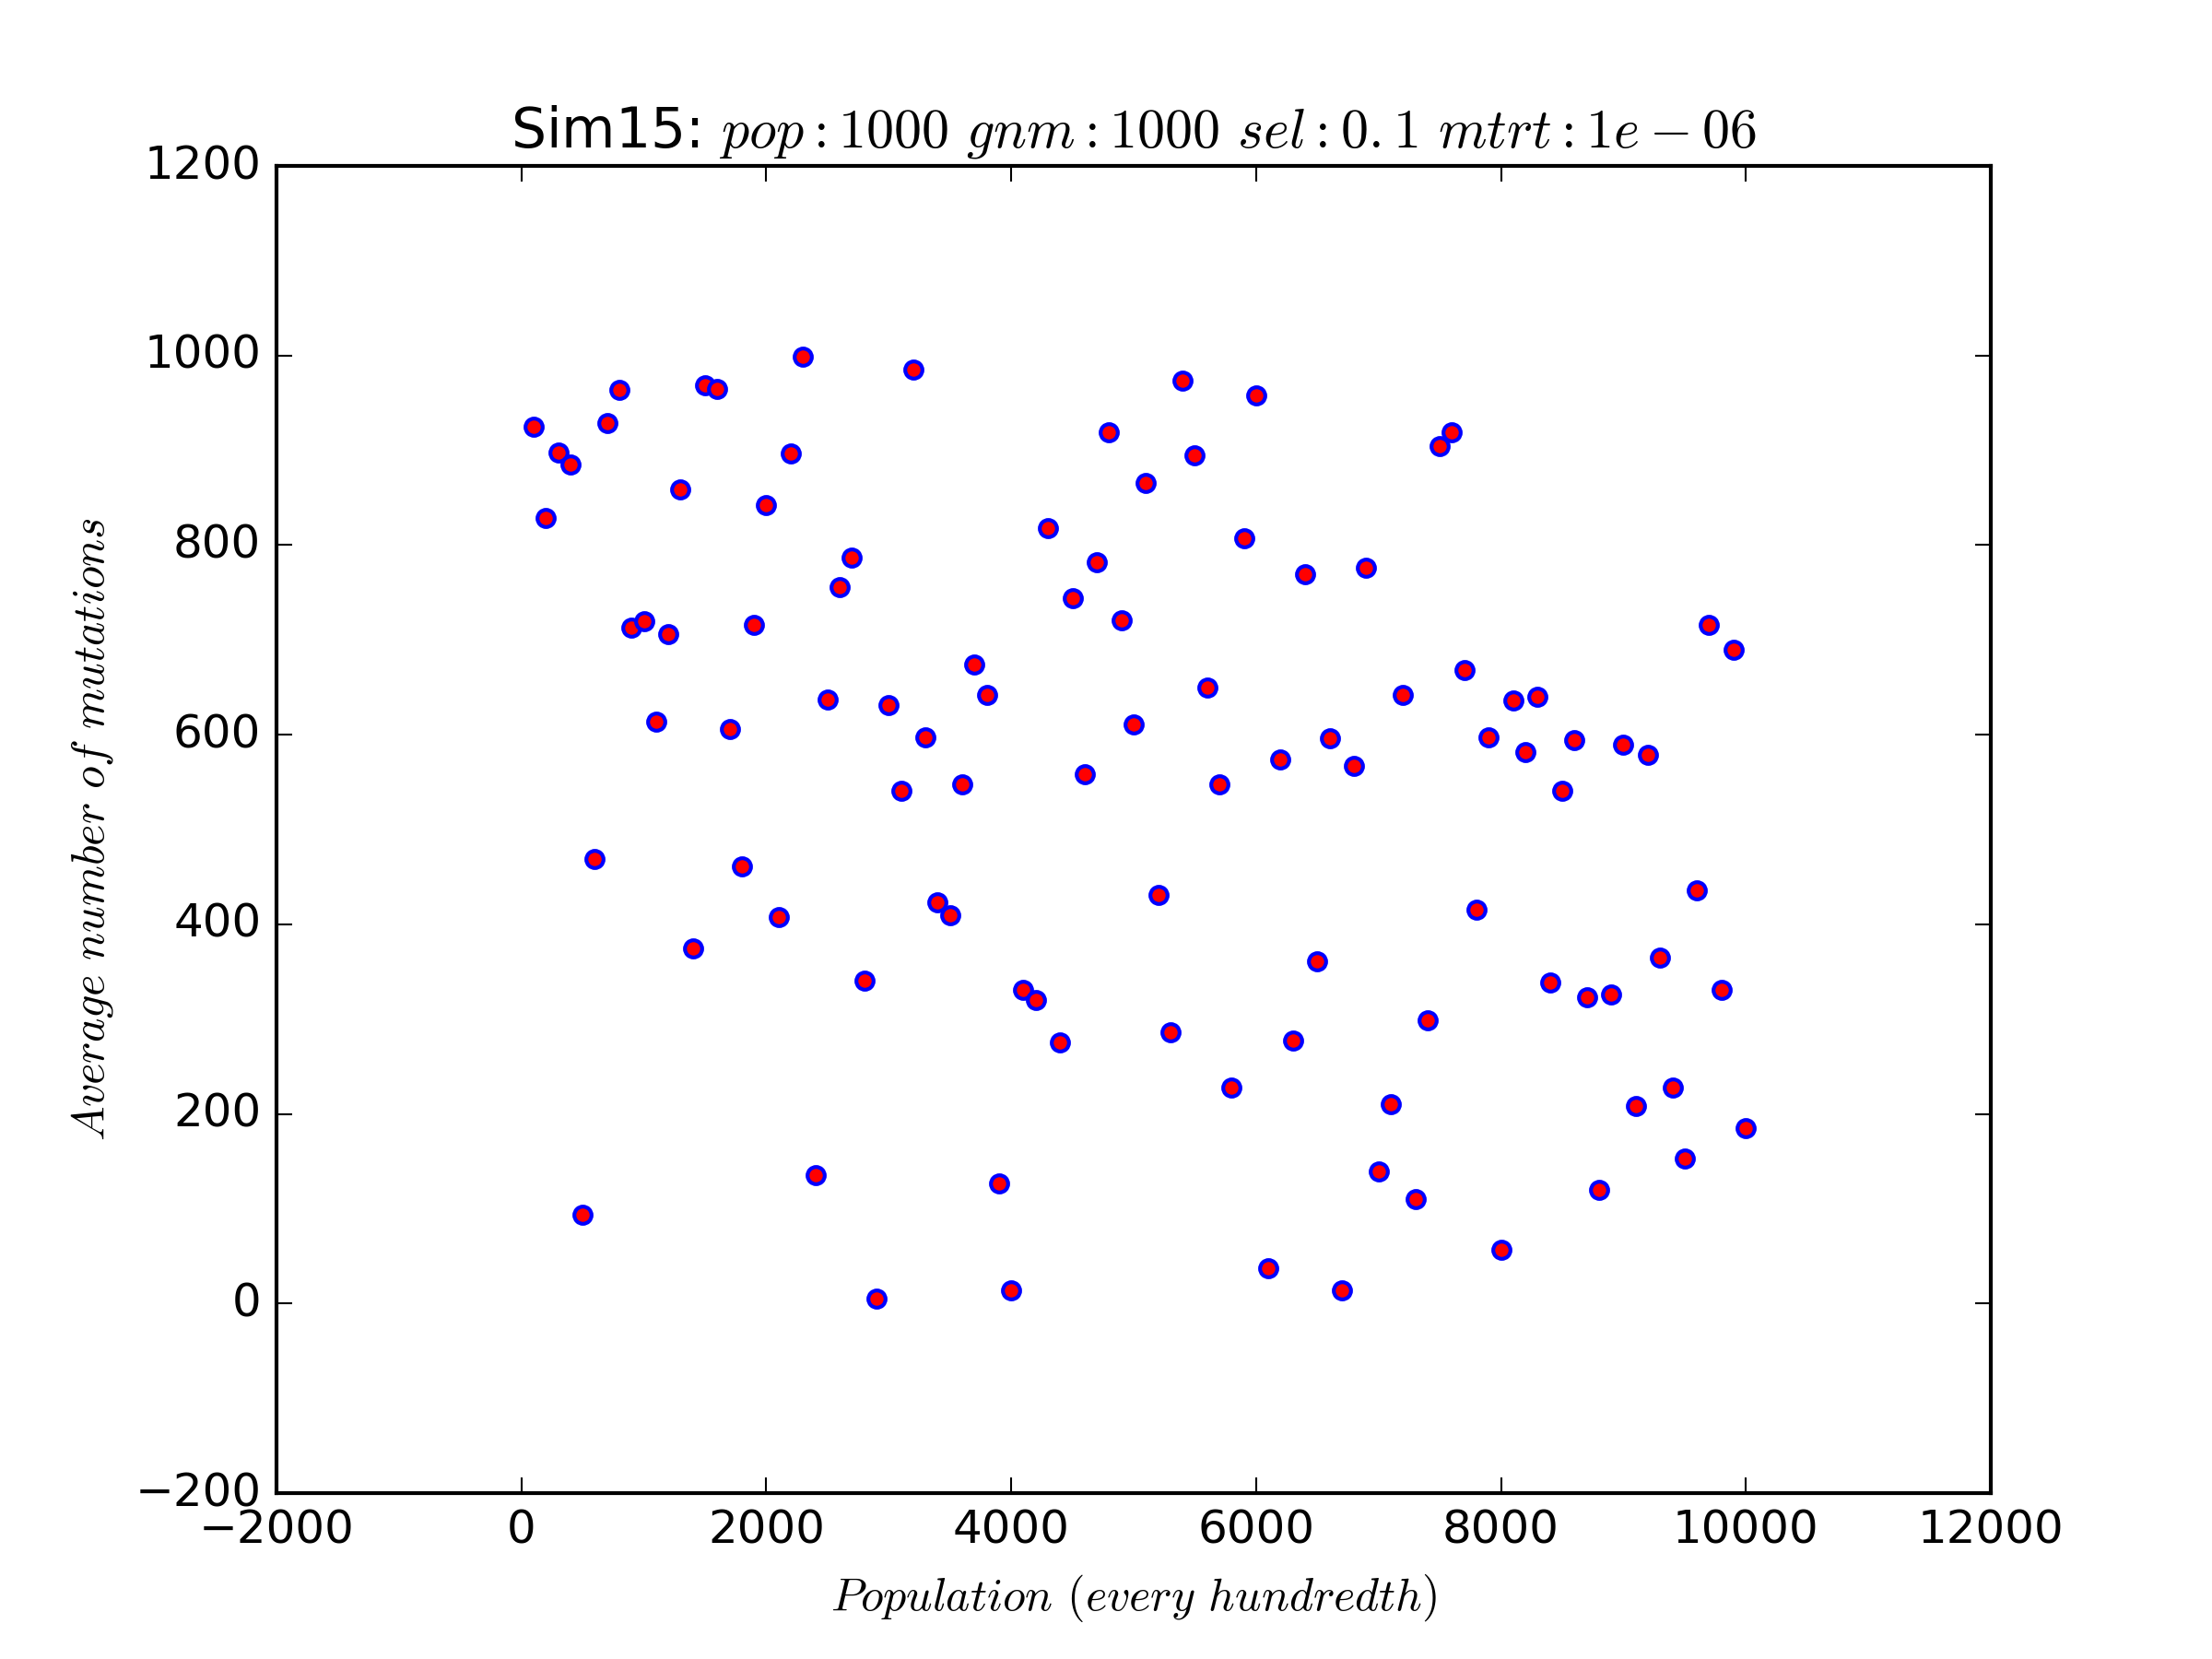 Sim15: pop : 1000 gnm : 1000 sel : 0.1 mtrt : 1e − 06
1200
1000
800
600
400
200
0
−200
Average number of mutations
−2000 0 2000 4000 6000 8000 10000 12000
Population (every hundredth)